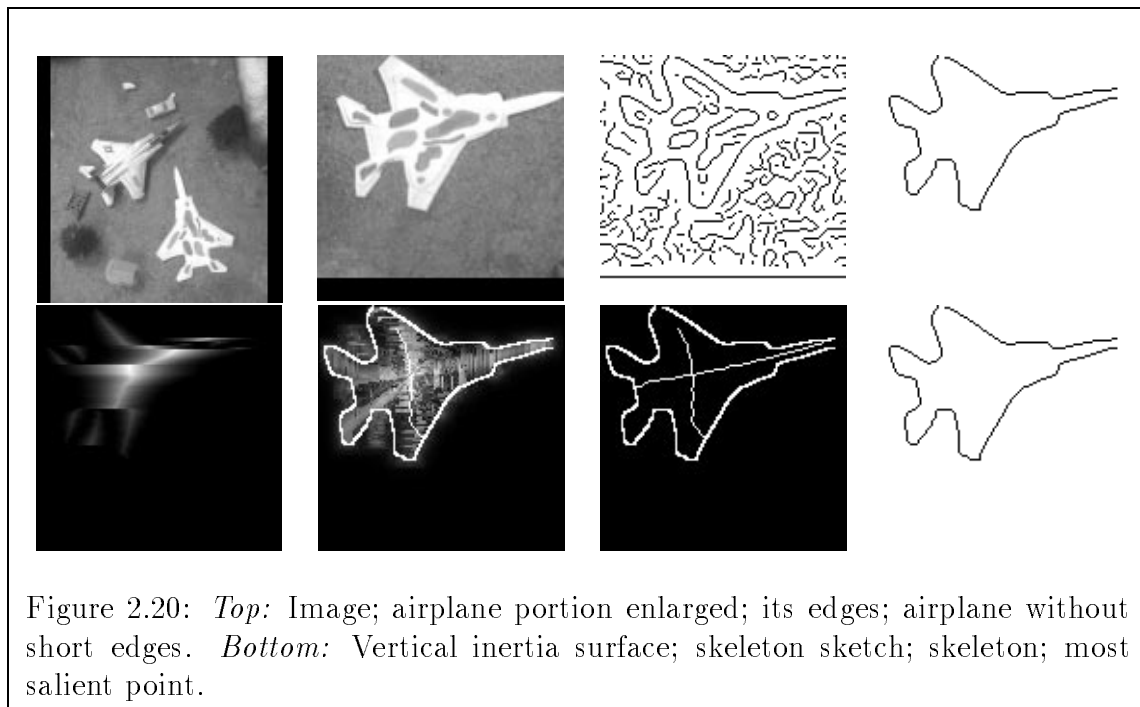 Figure 2.20: Top: Image; airplane portion enlarged; its edges; airplane without
short edges. Bottom: Vertical inertia surface; skeleton sketch; skeleton; most
salient point.